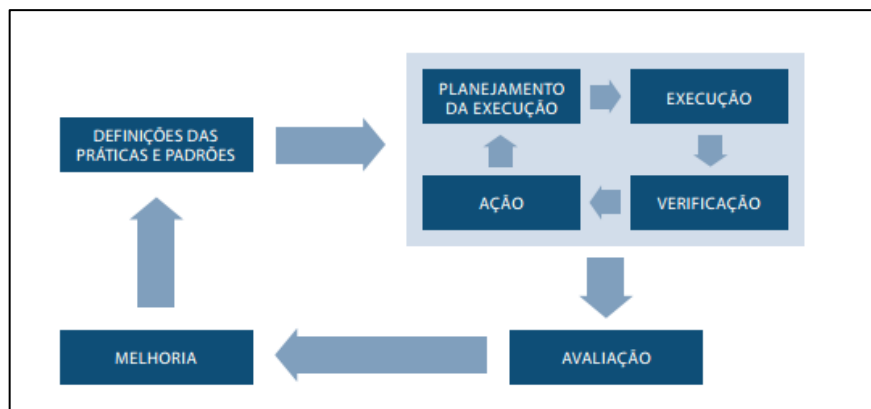 PLANEJAMENTO
DA EXECUÇÃO
EXECUÇÃO
DEFINIÇÕES DAS
PRÁTICAS E PADRÕES
AÇÃO
VERIFICAÇÃO
MELHORIA
AVALIAÇÃO